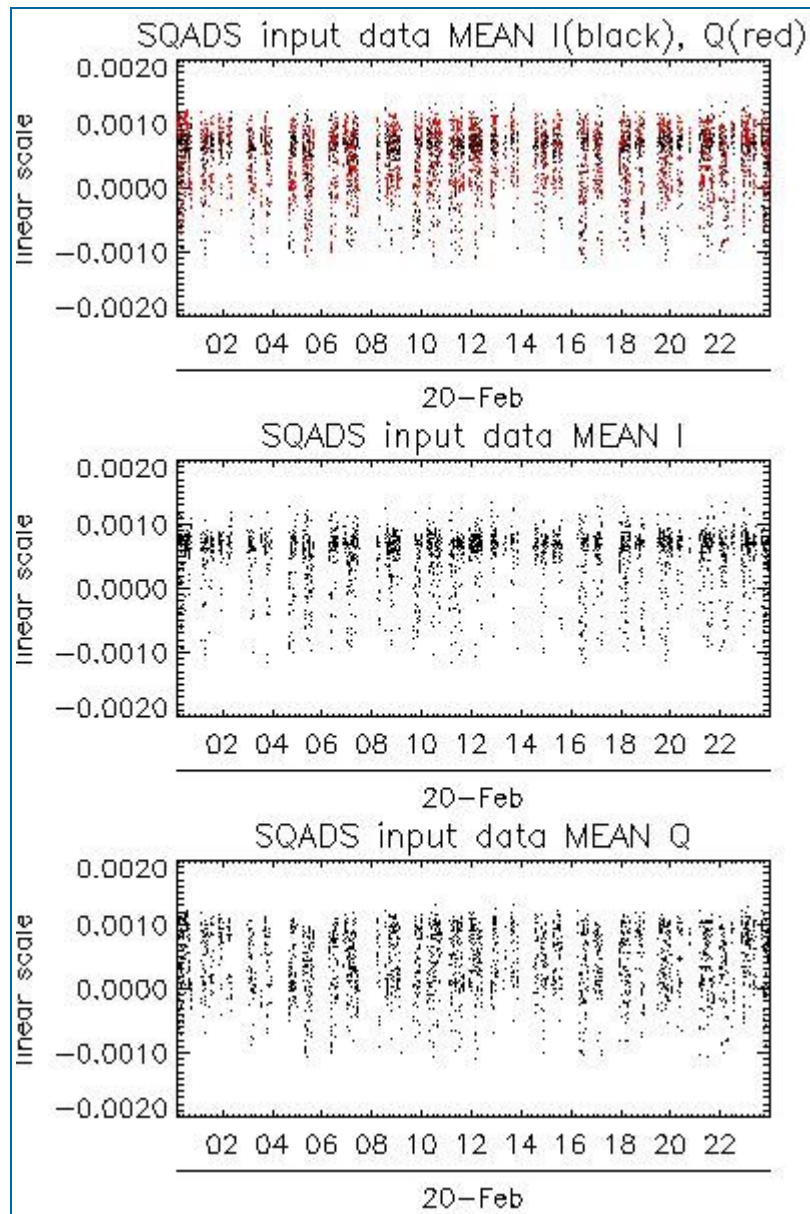 SQADS input data MEAN I(black), Q(red)
linear scale
0.0020
0.0010
0.0000
−0.0010
−0.0020
02 04 06 08 10 12 14 16 18 20 22
20−Feb
SQADS input data MEAN I
linear scale
0.0020
0.0010
0.0000
−0.0010
−0.0020
02 04 06 08 10 12 14 16 18 20 22
20−Feb
SQADS input data MEAN Q
linear scale
0.0020
0.0010
0.0000
−0.0010
−0.0020
02 04 06 08 10 12 14 16 18 20 22
20−Feb